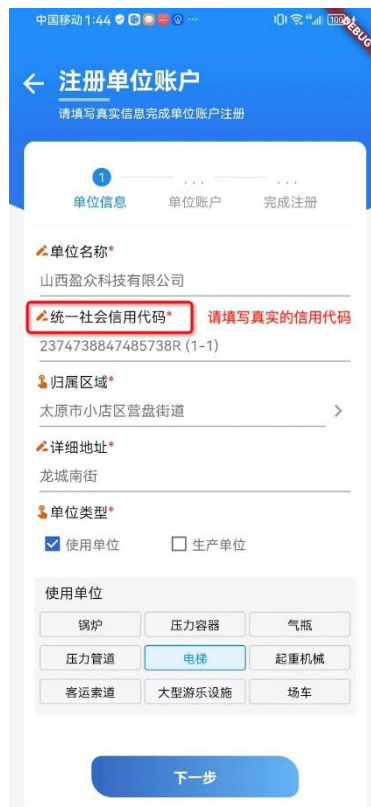 中国移动 1:44
100
DEBUG
注册单位账户
请填写真实信息完成单位账户注册
1 ... ...
单位信息 单位账户 完成注册
单位名称*
山西盈众科技有限公司
统一社会信用代码* 请填写真实的信用代码
2374738847485738R (1-1)
归属区域*
太原市小店区营盘街道
详细地址*
龙城南街
单位类型*
使用单位 生产单位
使用单位
锅炉 压力容器 气瓶
压力管道 电梯 起重机械
客运索道 大型游乐设施 场车
下一步